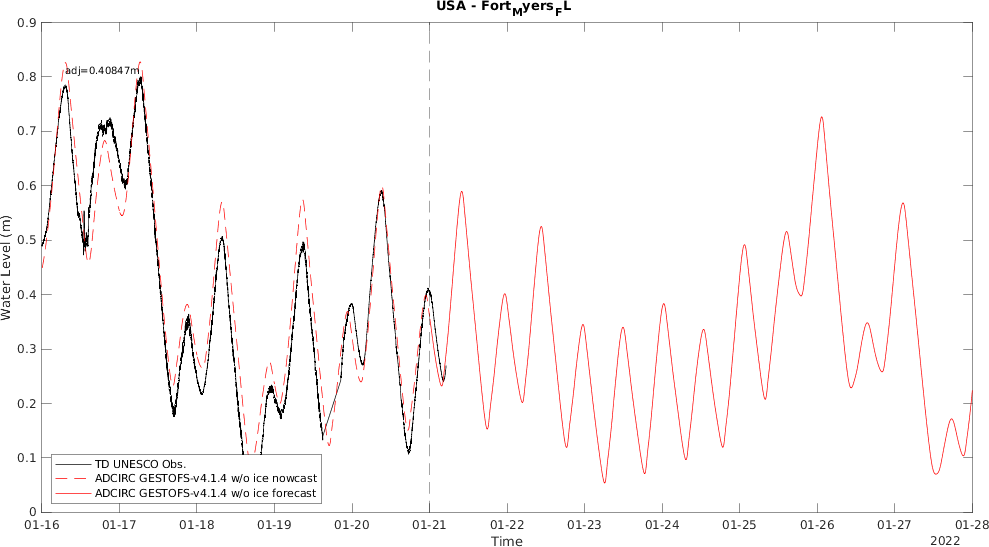 USA - FortMyersFL
0.9
0.8
0.7
0.6
0.5
0.4
0.3
0.2
0.1
0
Water Level (m)
adj=0.40847m
TD UNESCO Obs.
ADCIRC GESTOFS-v4.1.4 w/o ice nowcast
ADCIRC GESTOFS-v4.1.4 w/o ice forecast
01-16 01-17 01-18 01-19 01-20 01-21 01-22 01-23 01-24 01-25 01-26 01-27 01-28
Time
2022